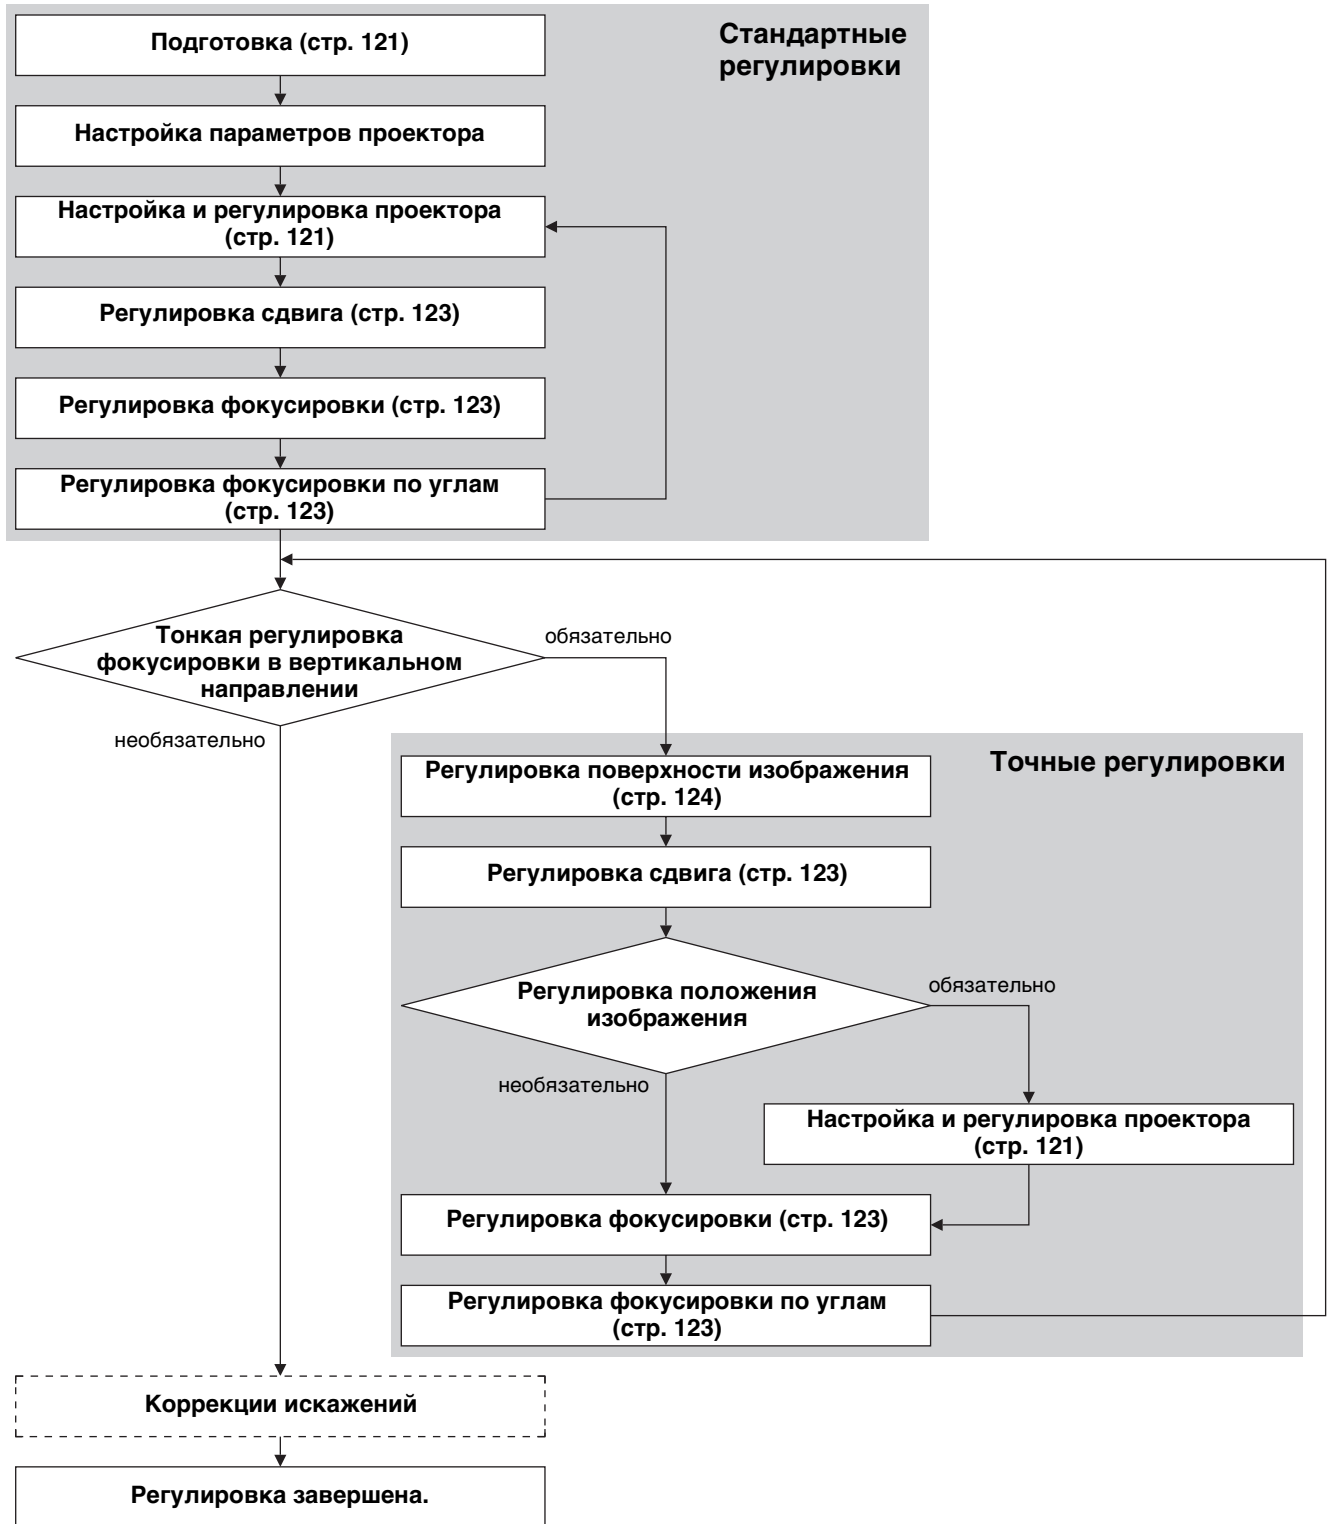 Стандартные
регулировки
Подготовка (стр. 121)
Настройка параметров проектора
Настройка и регулировка проектора
(стр. 121)
Регулировка сдвига (стр. 123)
Регулировка фокусировки (стр. 123)
Регулировка фокусировки по углам
(стр. 123)
Тонкая регулировка
фокусировки в вертикальном
направлении
обязательно
необязательно
Точные регулировки
Регулировка поверхности изображения
(стр. 124)
Регулировка сдвига (стр. 123)
Регулировка положения
изображения
обязательно
необязательно
Настройка и регулировка проектора
(стр. 121)
Регулировка фокусировки (стр. 123)
Регулировка фокусировки по углам
(стр. 123)
Коррекции искажений
Регулировка завершена.